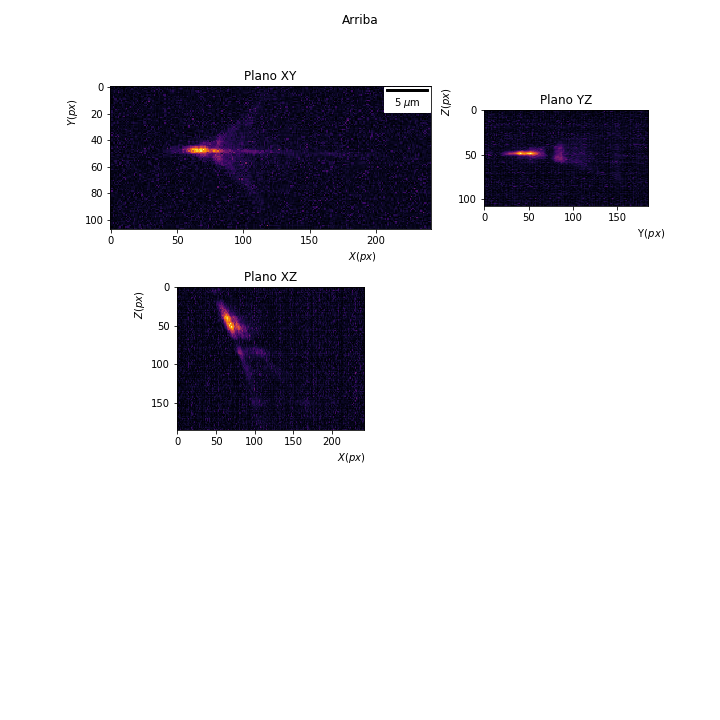 Arriba
Plano XY
Y(px)
0
20
40
60
80
100
5 μm
0 50 100 150 200
X(px)
Plano YZ
Z(px)
0
50
100
0 50 100 150
Y(px)
Plano XZ
Z(px)
0
50
100
150
0 50 100 150 200
X(px)